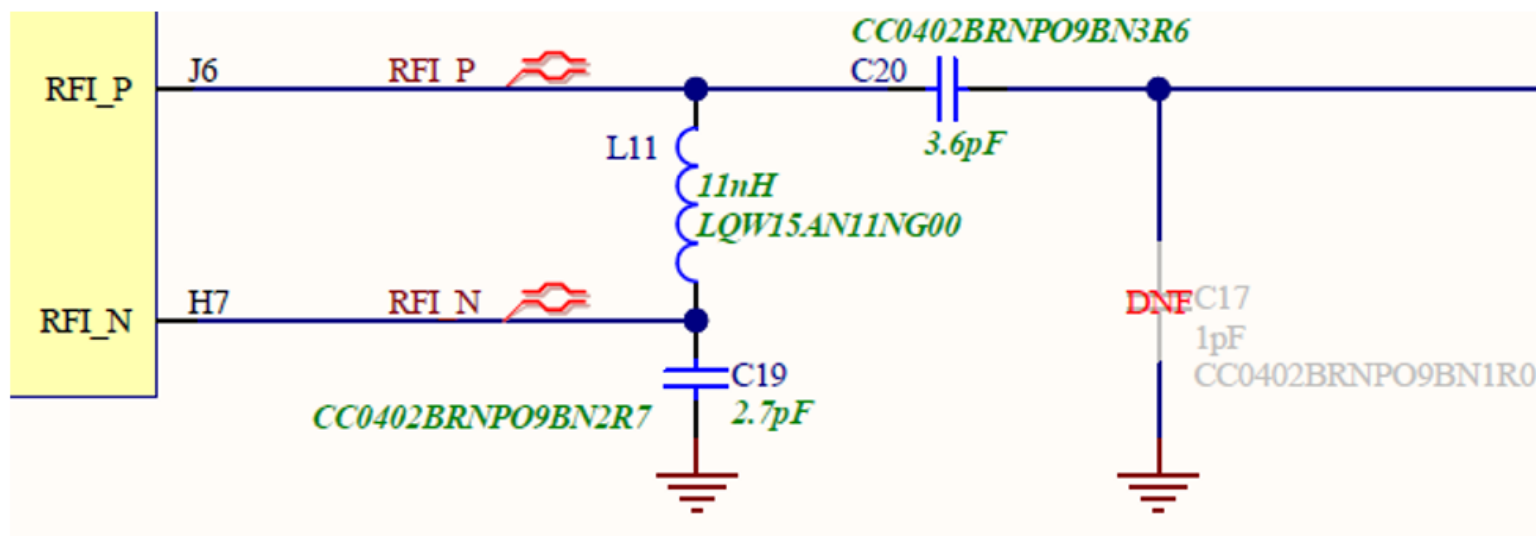 CC0402BRNPO9BN3R6
RFI_P
J6
RFI_P
C20
3.6pF
L11
11nH
LQW15AN11NG00
RFI_N
H7
RFI_N
DNF
C17
1pF
CC0402BRNPO9BN1R0
C19
CC0402BRNPO9BN2R7
2.7pF